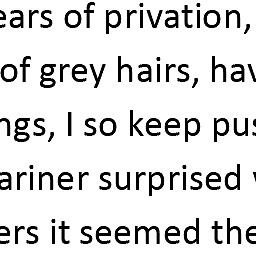 ears of privation,
of grey hairs, hav
ngs, I so keep pus
ariner surprised
ers it seemed the